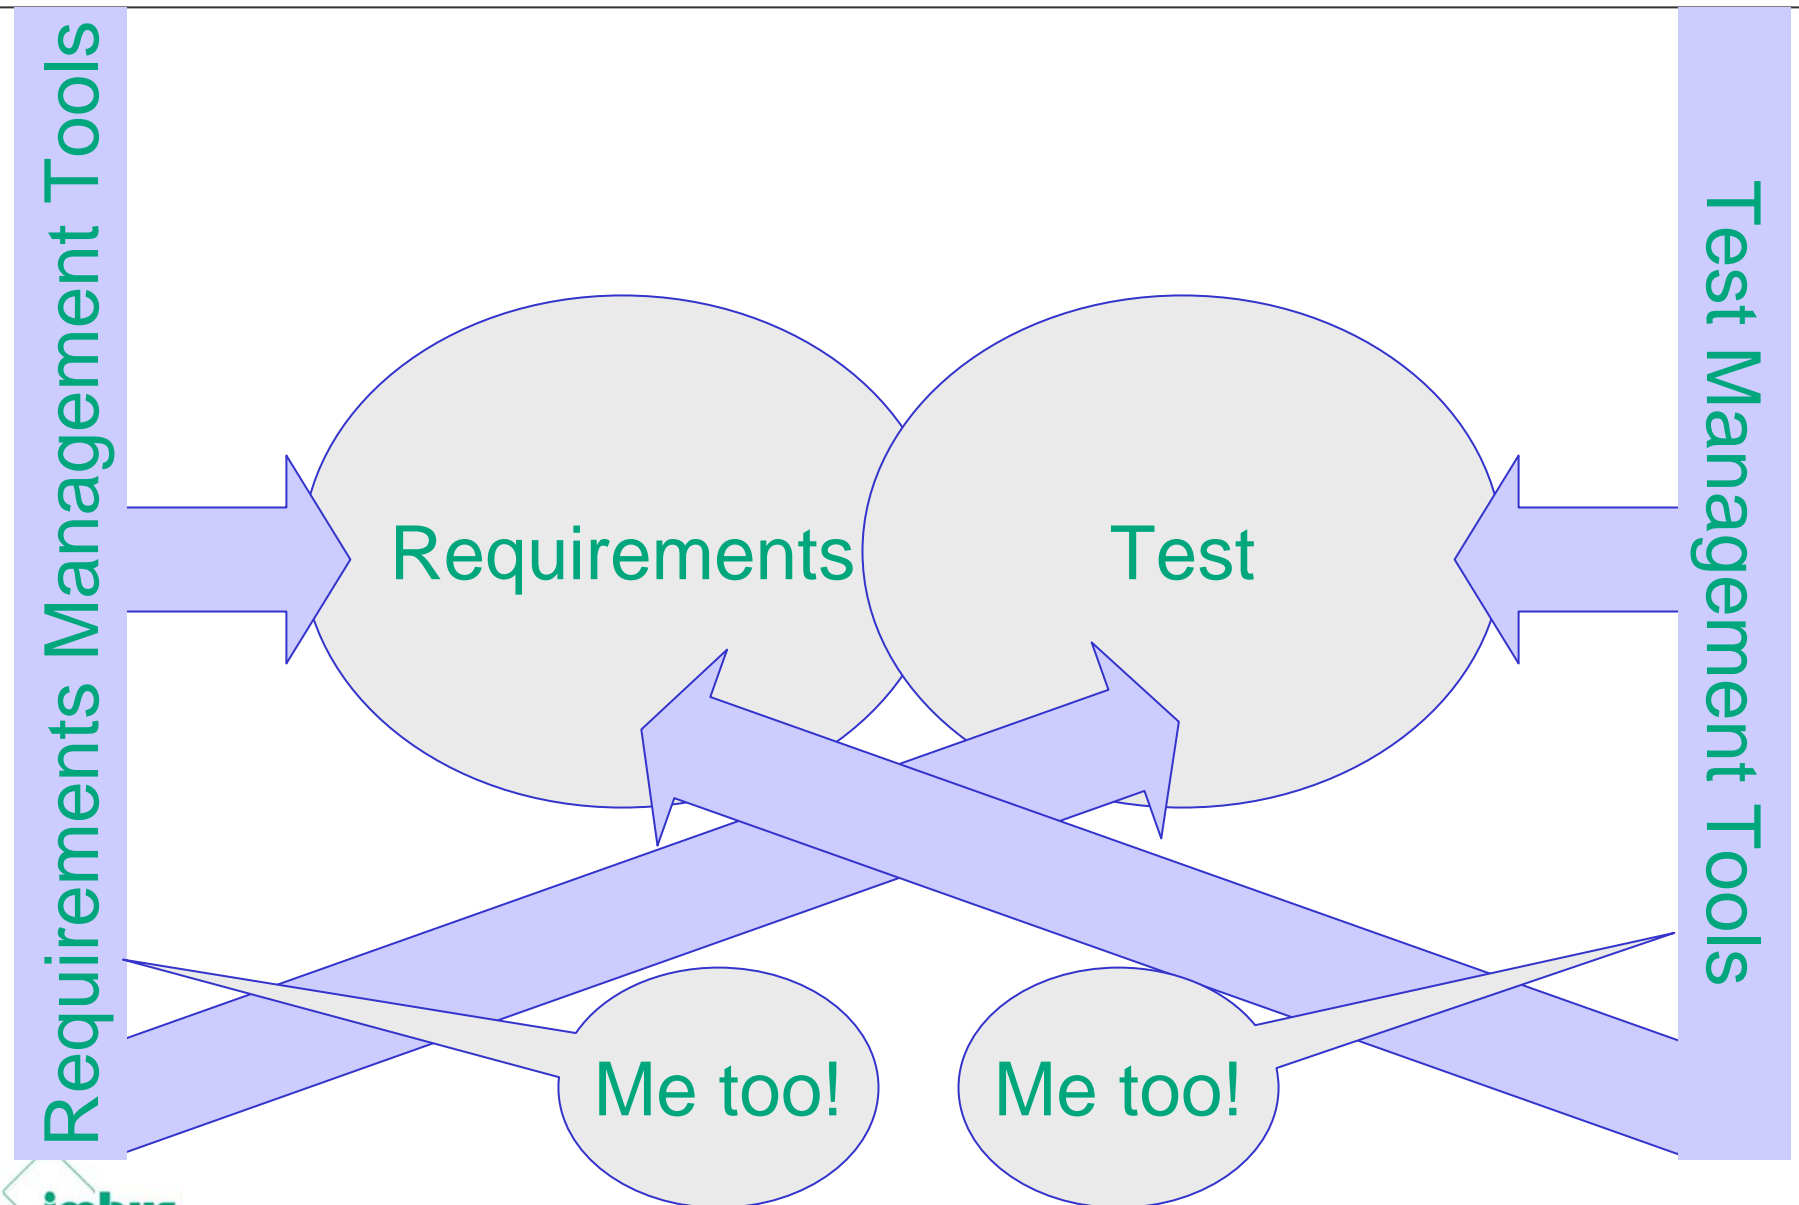 Requirements Management Tools
Requirements
Test
Test Management Tools
Me too!
Me too!